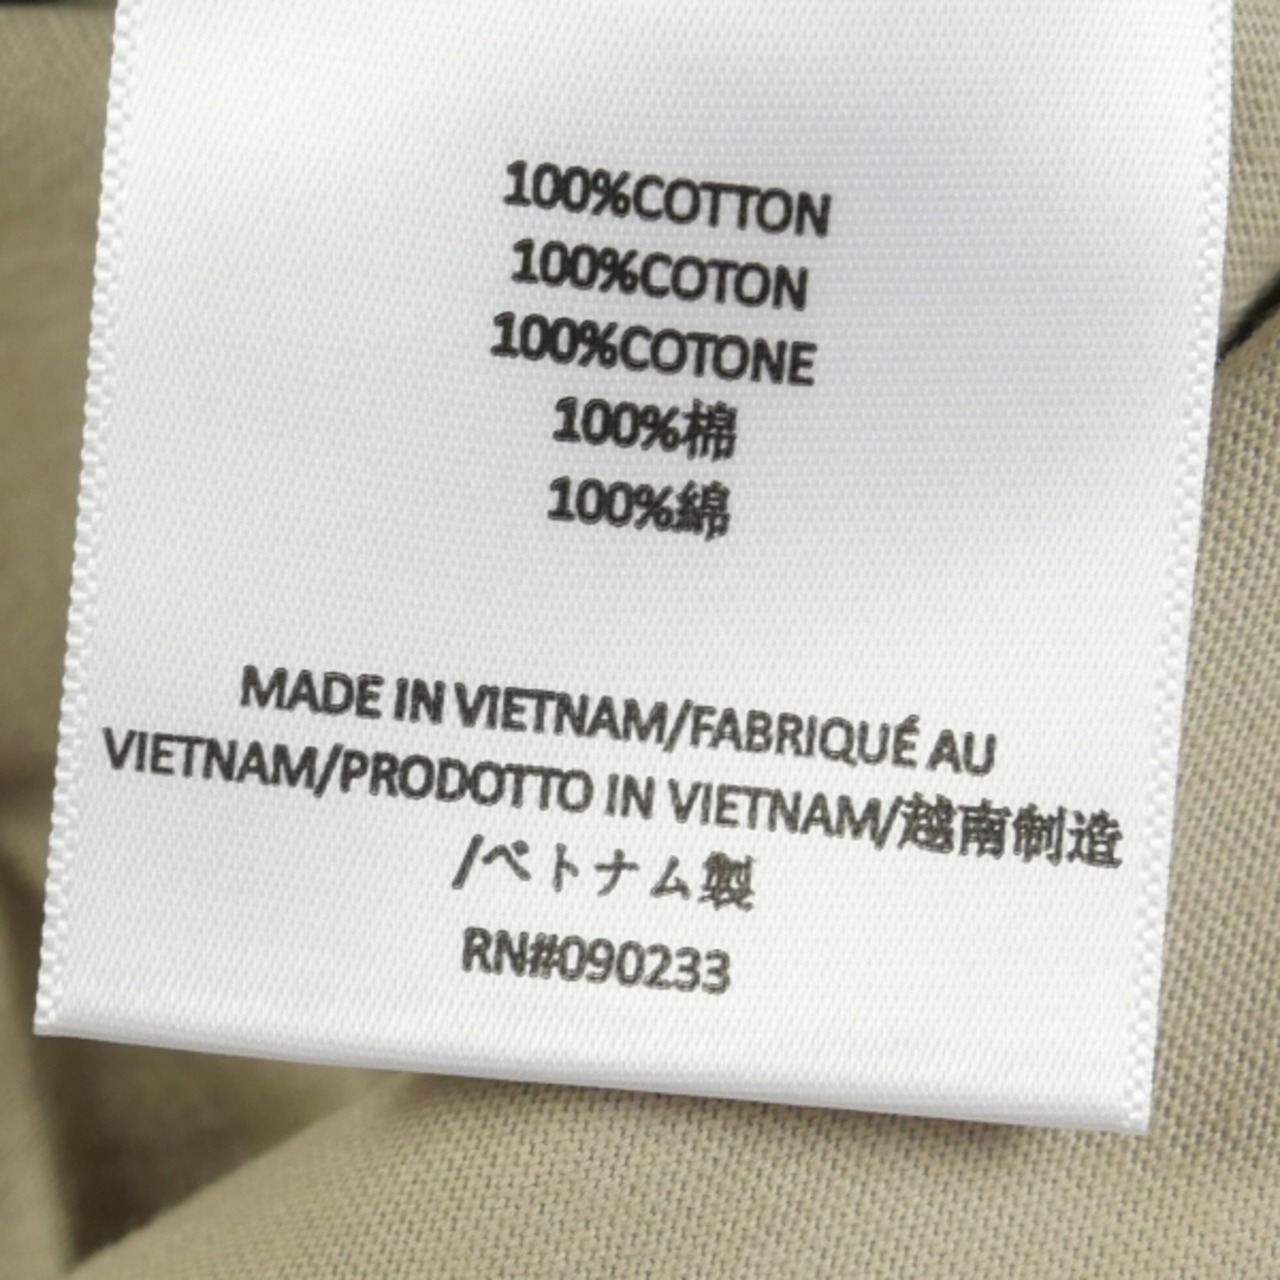 100%COTTON
100%COTON
100%COTONE
100%棉
100%綿
MADE IN VIETNAM/FABRIQUÉ AU
VIETNAM/PRODOTTO IN VIETNAM/越南制造
/ベトナム製
RN#090233